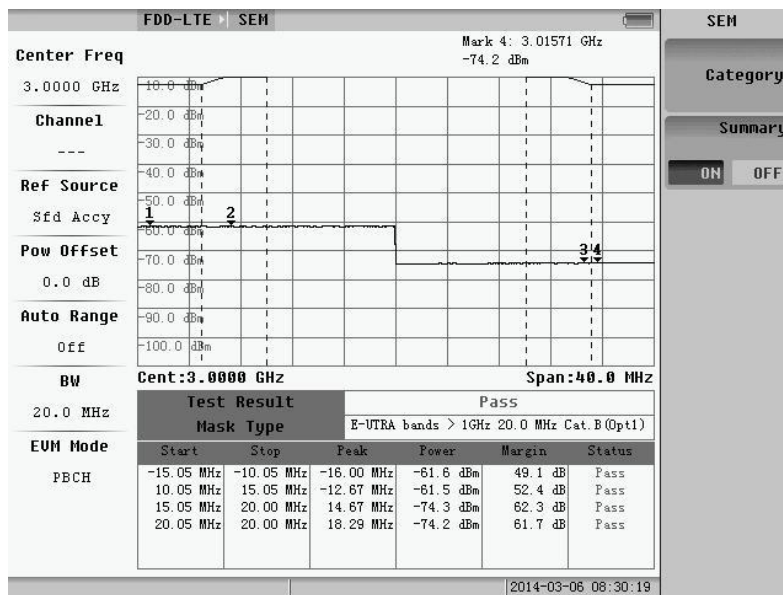 FDD-LTE SEM
SEM
Mark 4: 3.01571 GHz
-74.2 dBm
Center Freq
3.0000 GHz
Channel
---
Ref Source
Sfd Accy
Pow Offset
0.0 dB
Auto Range
Off
BW
20.0 MHz
EVM Mode
PBCH
10.0 dBm
-20.0 dBm
-30.0 dBm
-40.0 dBm
-50.0 dBm
-60.0 dBm
-70.0 dBm
-80.0 dBm
-90.0 dBm
-100.0 dBm
1
2
3
4
Cent:3.0000 GHz
Span:40.0 MHz
Test Result Pass
Mask Type E-UTRA bands > 1GHz 20.0 MHz Cat.B(Opt1)
Start Stop Peak Power Margin Status
-15.05 MHz -10.05 MHz -16.00 MHz -61.6 dBm 49.1 dB Pass
10.05 MHz 15.05 MHz -12.67 MHz -61.5 dBm 52.4 dB Pass
15.05 MHz 20.00 MHz 14.67 MHz -74.3 dBm 62.3 dB Pass
20.05 MHz 20.00 MHz 18.29 MHz -74.2 dBm 61.7 dB Pass
2014-03-06 08:30:19
Category
Summary
ON OFF